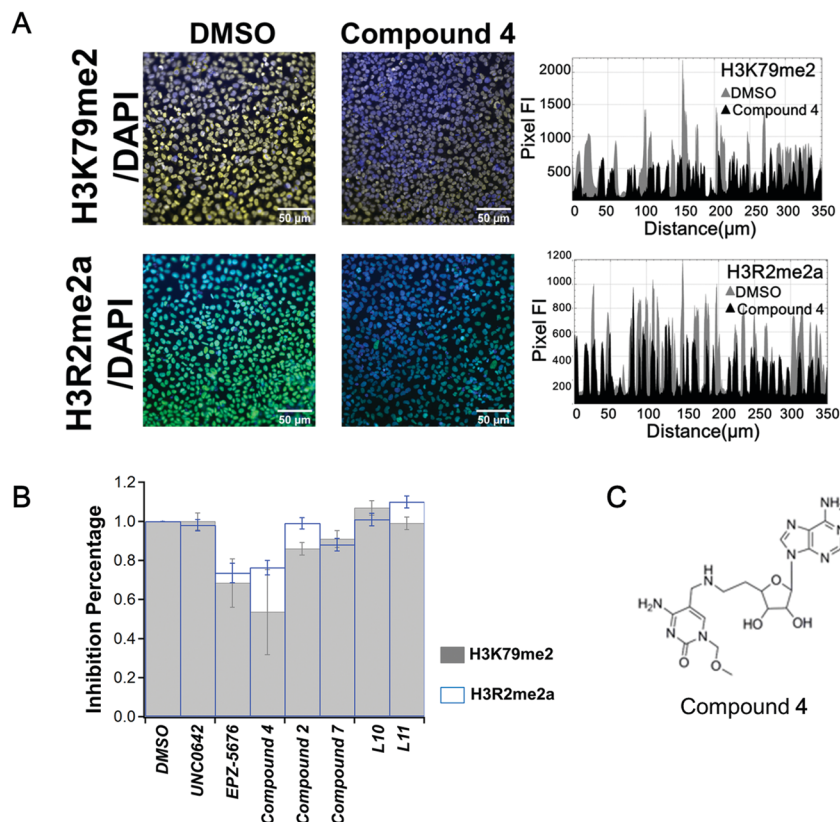 A
DMSO
Compound 4
H3K79me2
/DAPI
50 µm
50 µm
2000
1500
1000
500
Pixel FI
H3K79me2
DMSO
Compound 4
0 50 100 150 200 250 300 350
Distance(µm)
H3R2me2a
/DAPI
50 µm
50 µm
1200
1000
800
600
400
200
Pixel FI
H3R2me2a
DMSO
Compound 4
0 50 100 150 200 250 300 350
Distance(µm)
B
1.2
1.0
0.8
0.6
0.4
0.2
0.0
Inhibition Percentage
DMSO
UNC0642
EPZ-5676
Compound 4
Compound 2
Compound 7
L10
L11
H3K79me2
H3R2me2a
C
NH2
N
N
N
N
H
N
O
H2N
HO
OH
N
N
O
O
Compound 4